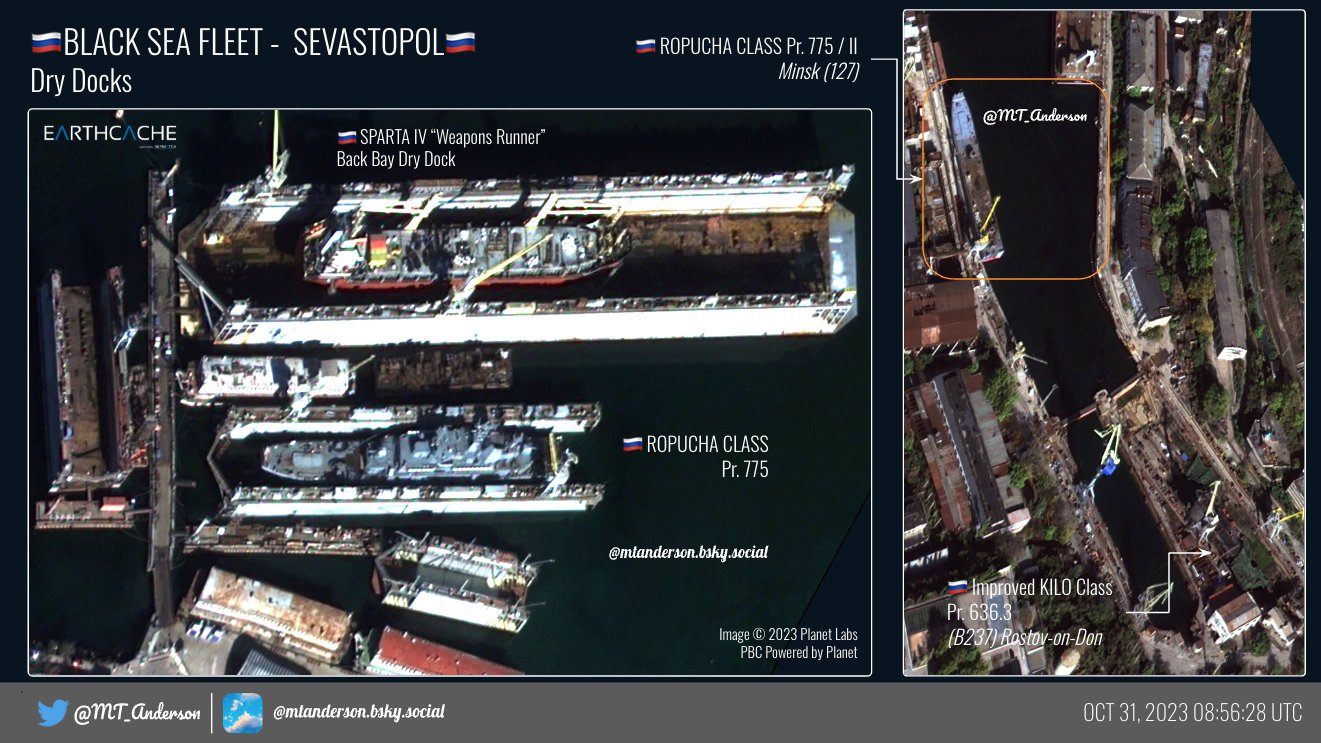 BLACK SEA FLEET - SEVASTOPOL
Dry Docks
ROPUCHA CLASS Pr. 775 / II
Minsk (127)
EARTHCACHE
SPARTA IV “Weapons Runner”
Back Bay Dry Dock
@MT_Anderson
ROPUCHA CLASS
Pr. 775
@mtanderson.bsky.social
Improved KILO Class
Pr. 636.3
(B237) Rostov-on-Don
Image © 2023 Planet Labs
PBC Powered by Planet
@MT_Anderson
@mtanderson.bsky.social
OCT 31, 2023 08:56:28 UTC